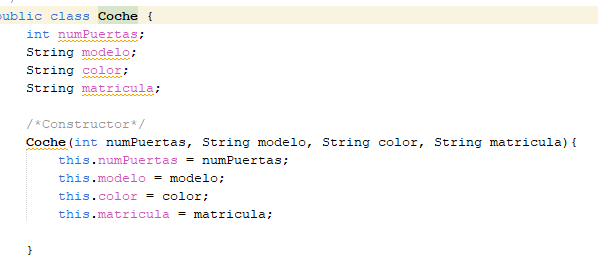 public class Coche {
int numPuertas;
String modelo;
String color;
String matricula;
/*Constructor*/
Coche(int numPuertas, String modelo, String color, String matricula){
this.numPuertas = numPuertas;
this.modelo = modelo;
this.color = color;
this.matricula = matricula;
}